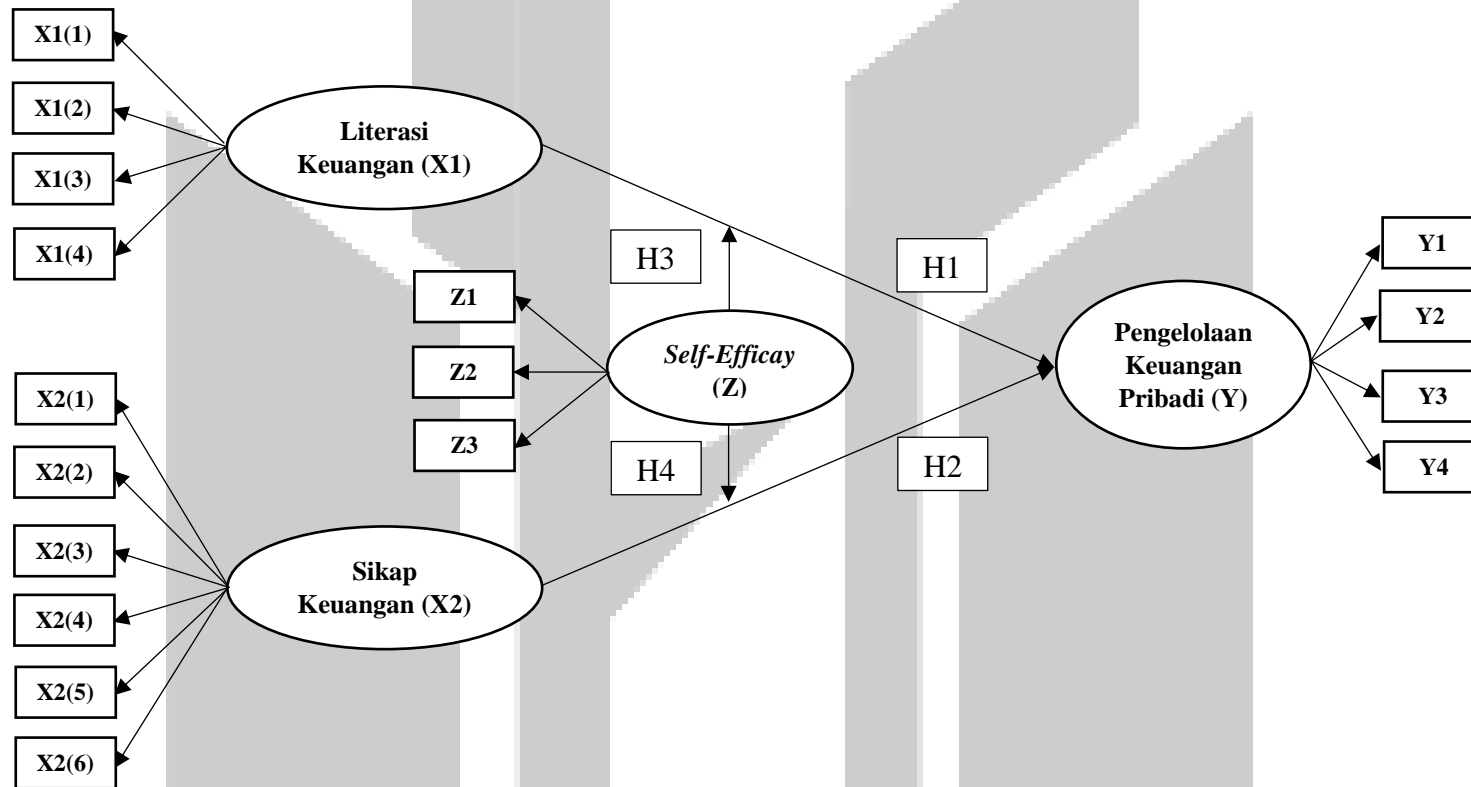 X1(1)
X1(2)
X1(3)
X1(4)
Literasi
Keuangan (X1)
H3
H1
Z1
Z2
Z3
Self-Efficay
(Z)
H4
H2
X2(1)
X2(2)
X2(3)
X2(4)
X2(5)
X2(6)
Sikap
Keuangan (X2)
Pengelolaan
Keuangan
Pribadi (Y)
Y1
Y2
Y3
Y4